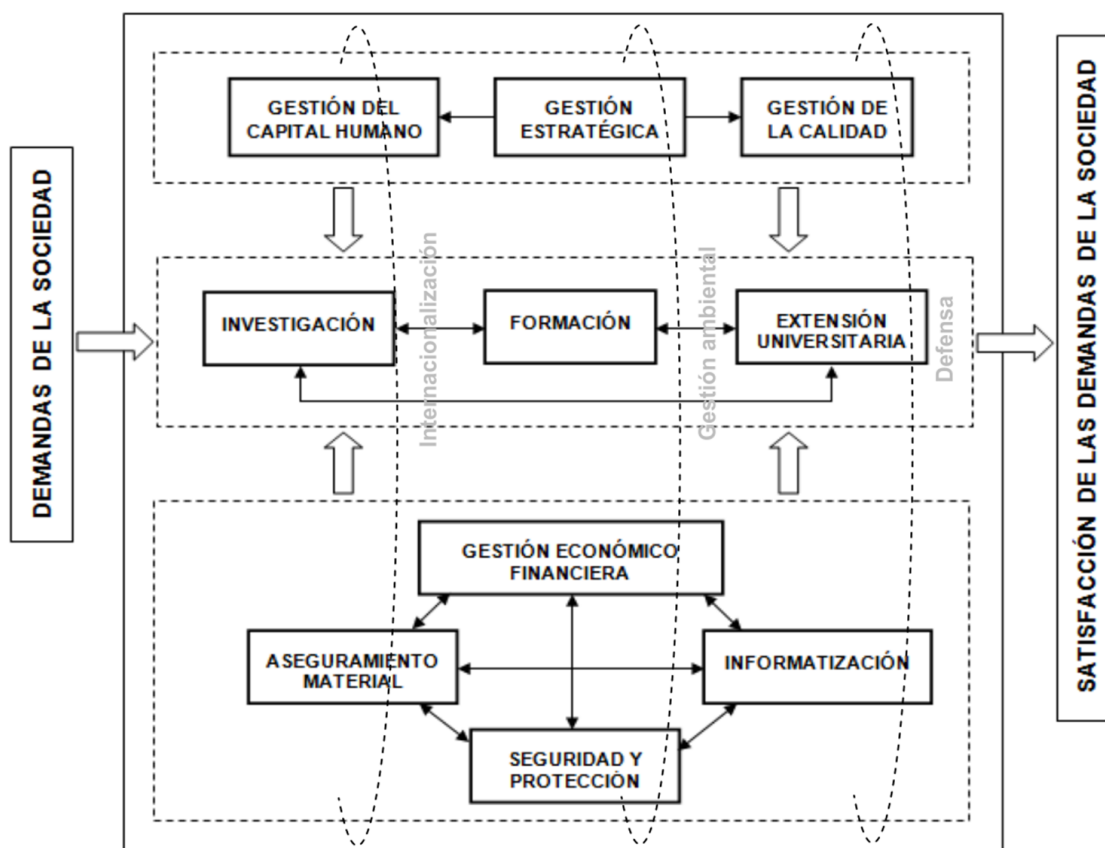 DEMANDAS DE LA SOCIEDAD
GESTIÓN DEL
CAPITAL HUMANO
GESTIÓN
ESTRATÉGICA
GESTIÓN DE
LA CALIDAD
INVESTIGACIÓN
Internacionalización
FORMACIÓN
Gestión ambiental
EXTENSIÓN
UNIVERSITARIA
Defensa
GESTIÓN ECONÓMICO
FINANCIERA
ASEGURAMIENTO
MATERIAL
INFORMATIZACIÓN
SEGURIDAD Y
PROTECCIÓN
SATISFACCIÓN DE LAS DEMANDAS DE LA SOCIEDAD